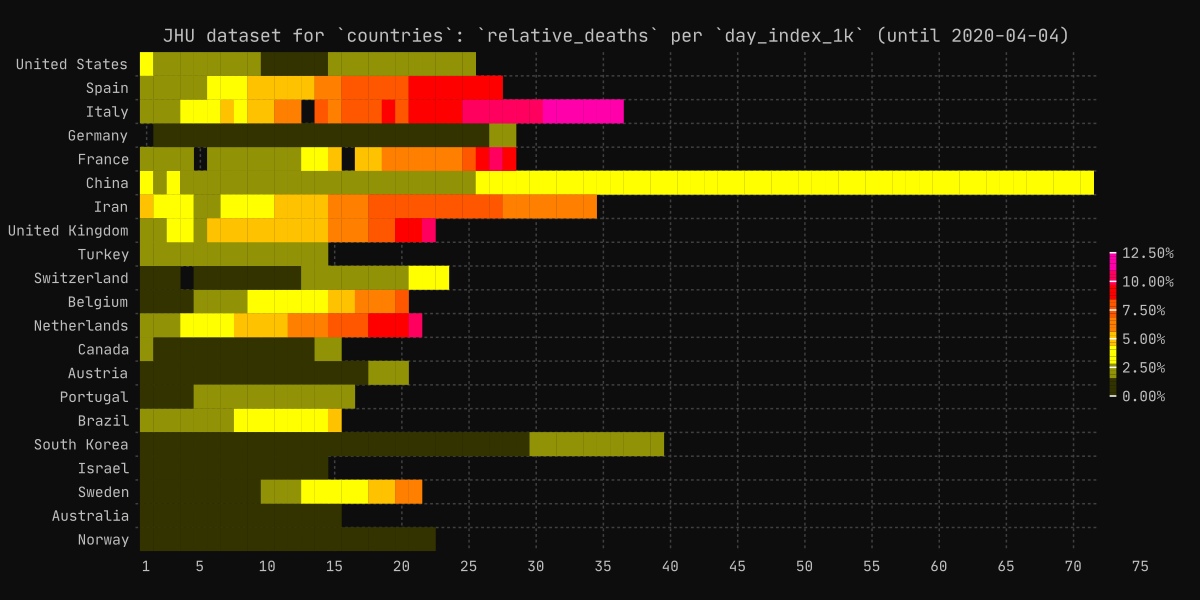 JHU dataset for `countries`: `relative_deaths` per `day_index_1k` (until 2020-04-04)
United States
Spain
Italy
Germany
France
China
Iran
United Kingdom
Turkey
Switzerland
Belgium
Netherlands
Canada
Austria
Portugal
Brazil
South Korea
Israel
Sweden
Australia
Norway
1 5 10 15 20 25 30 35 40 45 50 55 60 65 70 75
12.50%
10.00%
7.50%
5.00%
2.50%
0.00%